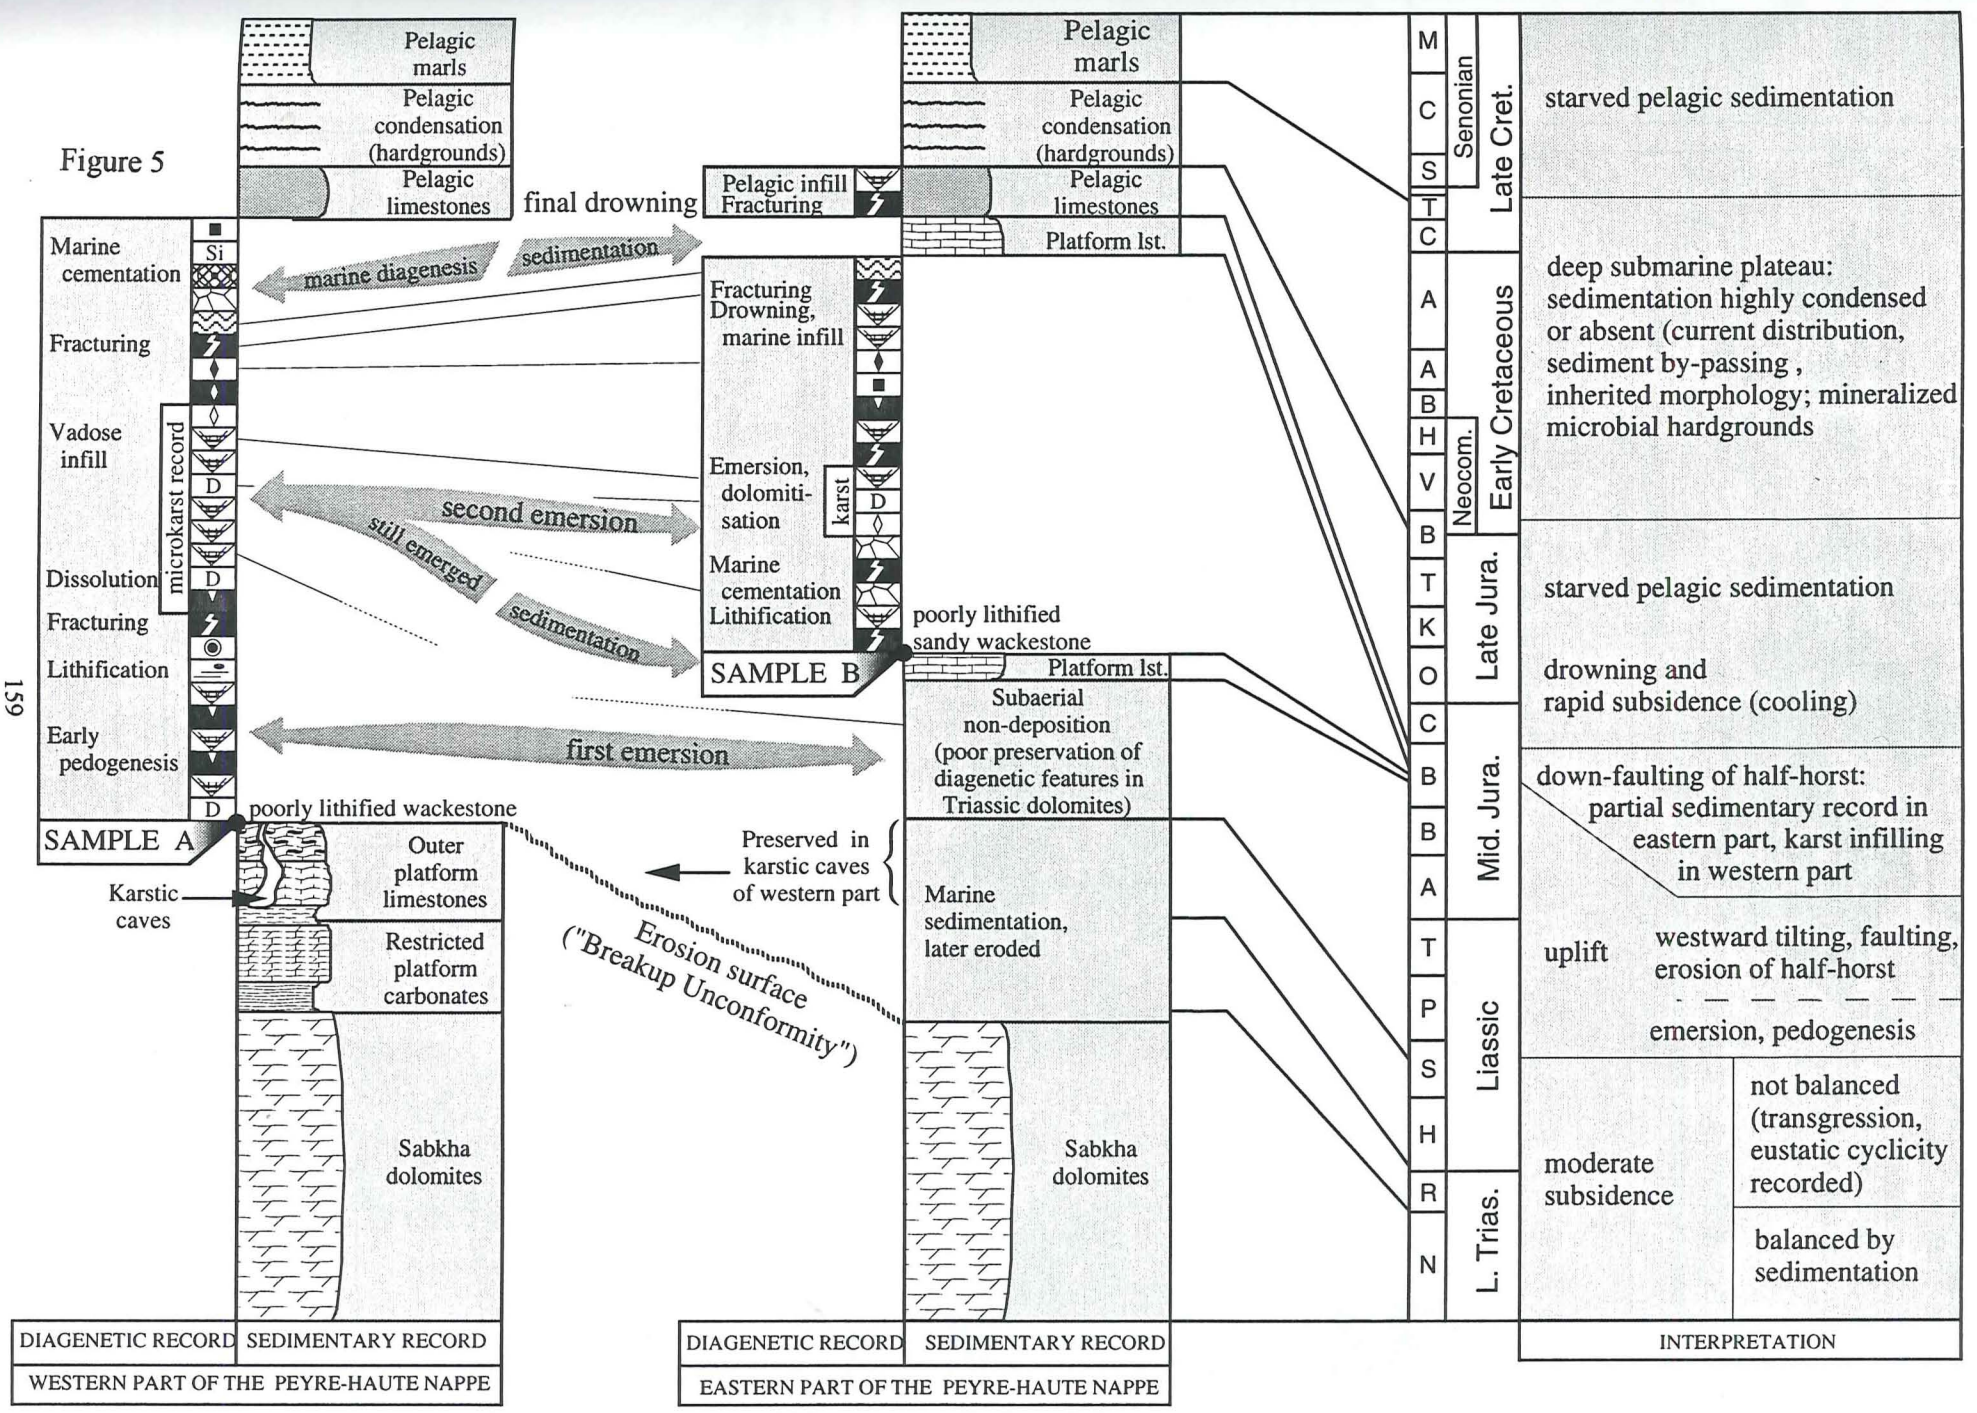 Figure 5
159
Pelagic
marls
Pelagic
condensation
(hardgrounds)
Pelagic
limestones
Marine
cementation
Fracturing
Vadose
infill
Dissolution
Fracturing
Lithification
Early
pedogenesis
Si
D
D
D
microkarst record
SAMPLE A
poorly lithified wackestone
Karstic
caves
Outer
platform
limestones
Restricted
platform
carbonates
Sabkha
dolomites
DIAGENETIC RECORD
SEDIMENTARY RECORD
WESTERN PART OF THE PEYRE-HAUTE NAPPE
final drowning
marine diagenesis
sedimentation
second emersion
still emerged
sedimentation
first emersion
Erosion surface
("Breakup Unconformity")
Preserved in
karstic caves
of western part
Pelagic
marls
Pelagic
condensation
(hardgrounds)
Pelagic infill
Fracturing
Pelagic
limestones
Platform lst.
Fracturing
Drowning,
marine infill
Emersion,
dolomiti-
sation
karst
D
Marine
cementation
Lithification
SAMPLE B
poorly lithified
sandy wackestone
Platform lst.
Subaerial
non-deposition
(poor preservation of
diagenetic features in
Triassic dolomites)
Marine
sedimentation,
later eroded
Sabkha
dolomites
DIAGENETIC RECORD
SEDIMENTARY RECORD
EASTERN PART OF THE PEYRE-HAUTE NAPPE
M
C
S
T
C
A
A
B
H
V
B
T
K
O
C
B
B
A
T
P
S
H
R
N
Senonian
Late Cret.
Neocom.
Early Cretaceous
Late Jura.
Mid. Jura.
Liassic
L. Trias.
starved pelagic sedimentation
deep submarine plateau:
sedimentation highly condensed
or absent (current distribution,
sediment by-passing ,
inherited morphology; mineralized
microbial hardgrounds
starved pelagic sedimentation
drowning and
rapid subsidence (cooling)
down-faulting of half-horst:
partial sedimentary record in
eastern part, karst infilling
in western part
uplift
westward tilting, faulting,
erosion of half-horst
emersion, pedogenesis
moderate
subsidence
not balanced
(transgression,
eustatic cyclicity
recorded)
balanced by
sedimentation
INTERPRETATION